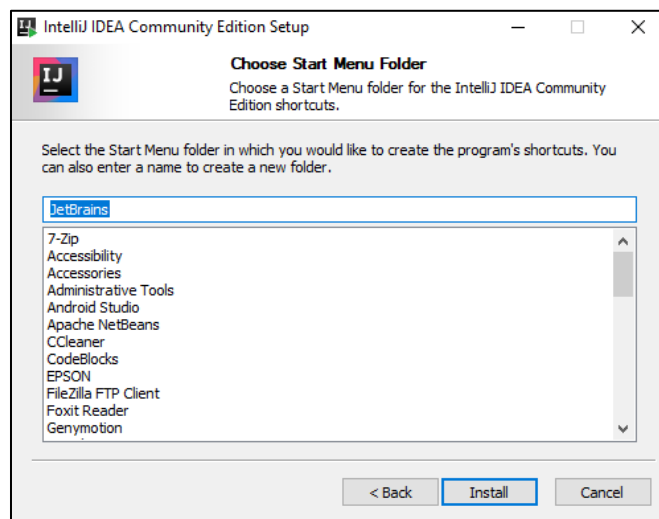 IntelliJ IDEA Community Edition Setup
IJ
Choose Start Menu Folder
Choose a Start Menu folder for the IntelliJ IDEA Community
Edition shortcuts.
Select the Start Menu folder in which you would like to create the program's shortcuts. You
can also enter a name to create a new folder.
JetBrains
7-Zip
Accessibility
Accessories
Administrative Tools
Android Studio
Apache NetBeans
CCleaner
CodeBlocks
EPSON
FileZilla FTP Client
Foxit Reader
Genymotion
< Back
Install
Cancel